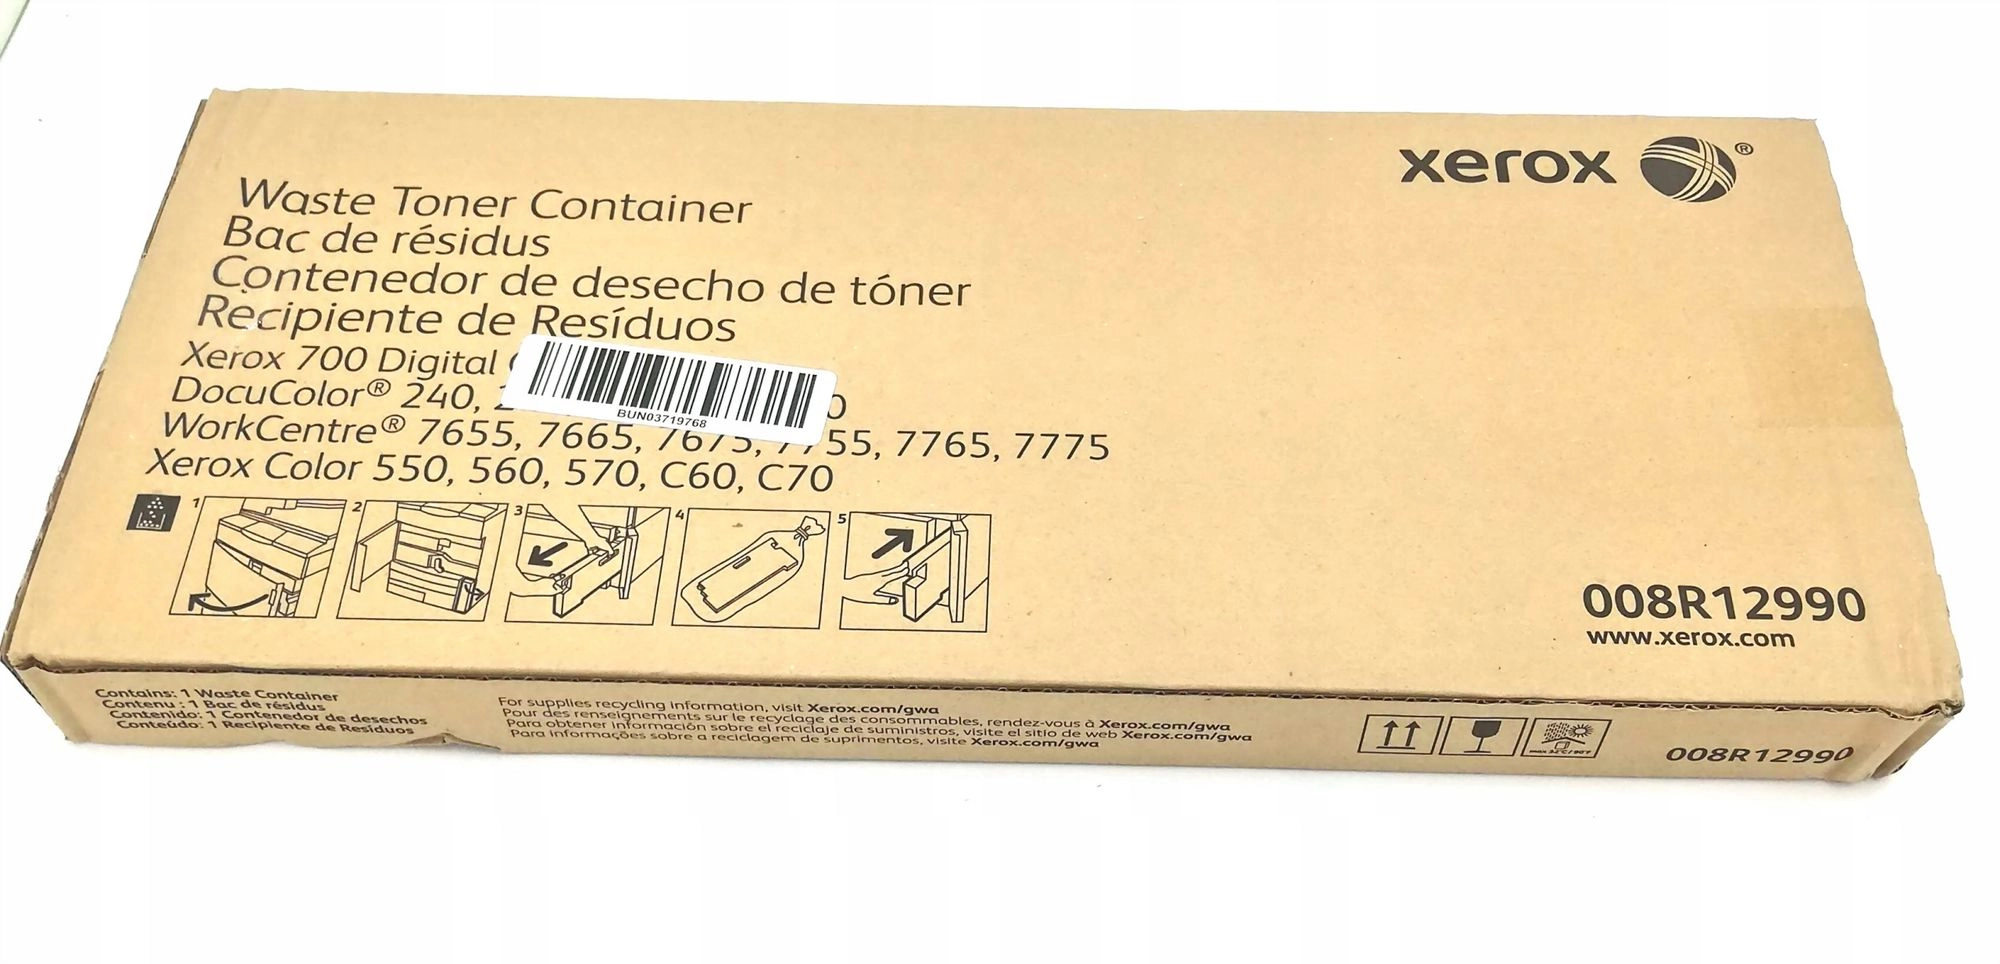 xerox ®
Waste Toner Container
Bac de résidus
Contenedor de desecho de tóner
Recipiente de Resíduos
Xerox 700 Digital
DocuColor® 240,
BUN03719768
WorkCentre® 7655, 7665, 7675, 7755, 7765, 7775
Xerox Color 550, 560, 570, C60, C70
1 2 3 4 5
008R12990
www.xerox.com
Contains: 1 Waste Container
Contenu : 1 Bac de résidus
Contenido: 1 Contenedor de desechos
Conteúdo: 1 Recipiente de Resíduos
For supplies recycling information, visit Xerox.com/gwa
Pour des renseignements sur le recyclage des consommables, rendez-vous à Xerox.com/gwa
Para obtener información sobre el reciclaje de suministros, visite el sitio de web Xerox.com/gwa
Para informações sobre a reciclagem de suprimentos, visite Xerox.com/gwa
008R12990